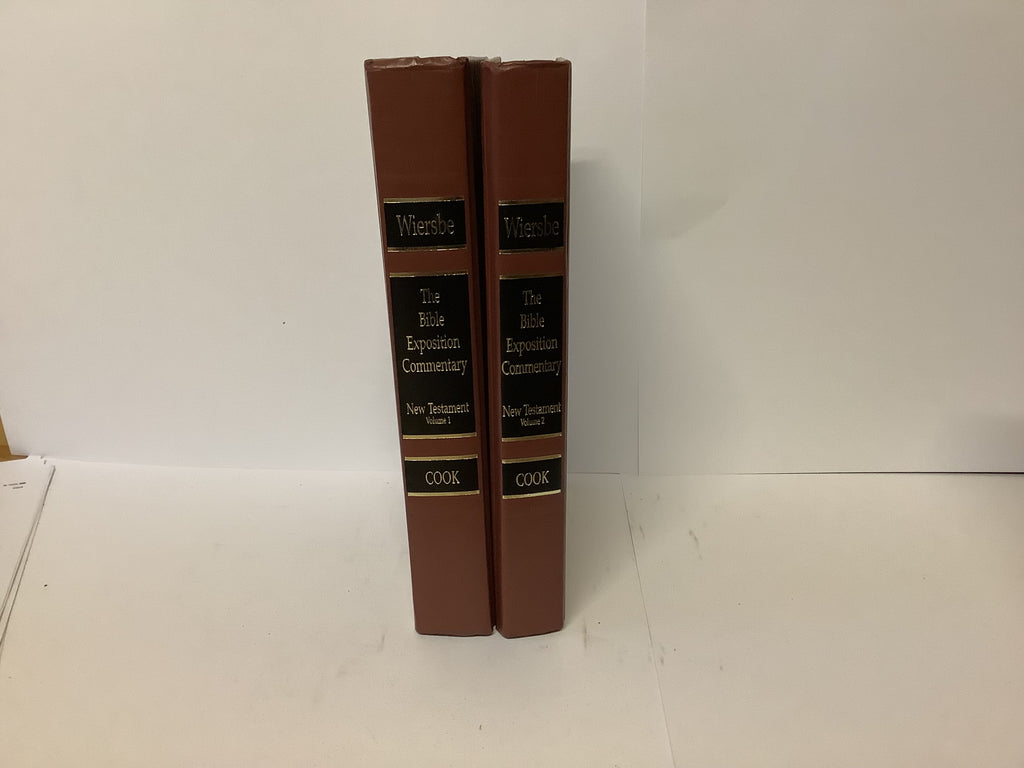 Wiersbe
The
Bible
Exposition
Commentary
New Testament
Volume 1
COOK
Wiersbe
The
Bible
Exposition
Commentary
New Testament
Volume 2
COOK